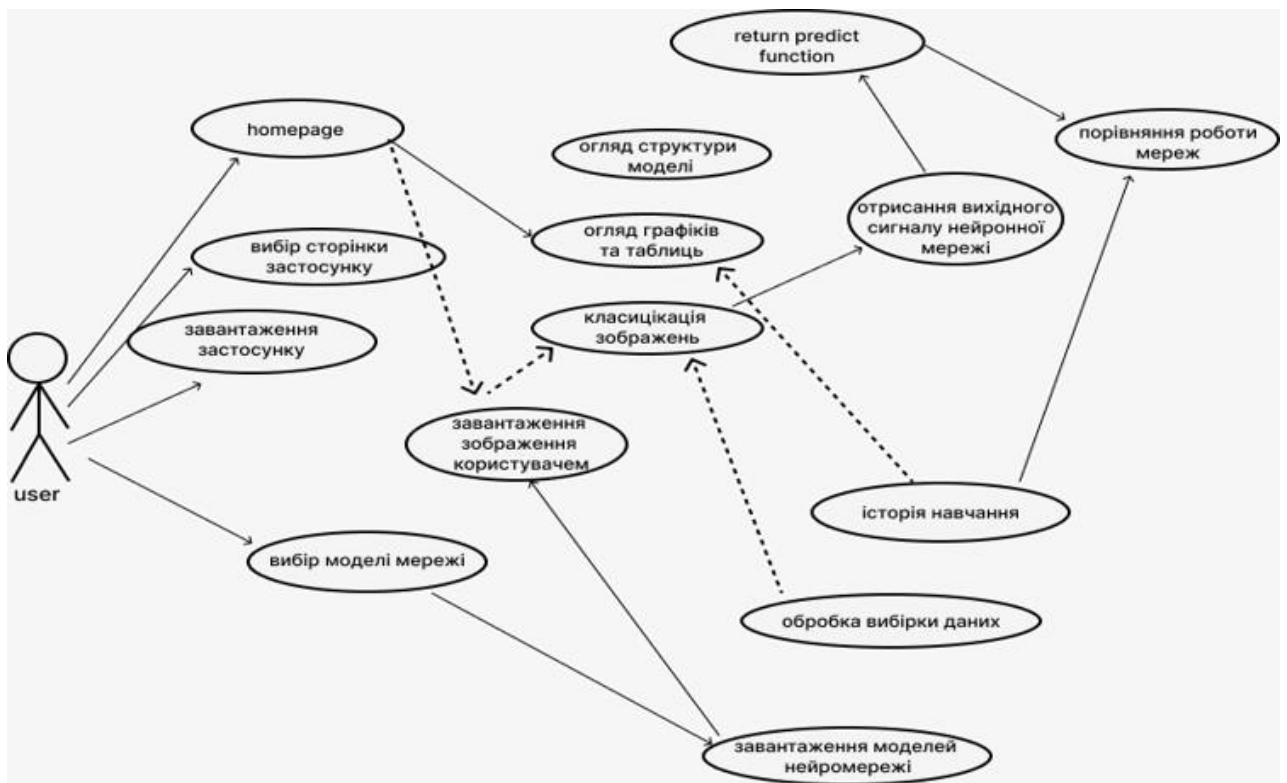 return predict
function
homepage
порівняння роботи
мереж
огляд структури
моделі
отрисання вихідного
сигналу нейронної
мережі
огляд графіків
та таблиць
вибір сторінки
застосунку
завантаження
застосунку
класицікація
зображень
завантаження
зображення
користувачем
user
історія навчання
вибір моделі мережі
обробка вибірки даних
завантаження моделей
нейромережі